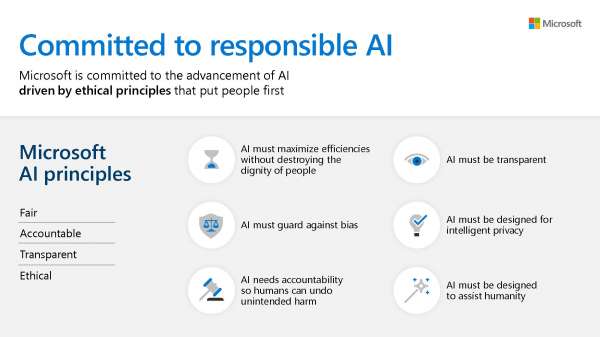 Microsoft
Committed to responsible AI
Microsoft is committed to the advancement of AI
driven by ethical principles that put people first
Microsoft
AI principles
Fair
Accountable
Transparent
Ethical
AI must maximize efficiencies
without destroying the
dignity of people
AI must guard against bias
AI needs accountability
so humans can undo
unintended harm
AI must be transparent
AI must be designed for
intelligent privacy
AI must be designed
to assist humanity